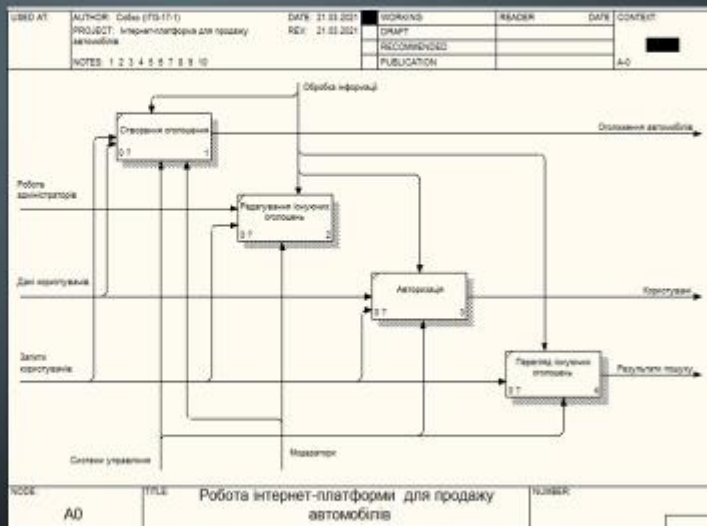 USED AT:
AUTHOR: Собко (ІПЗ-17-1)
DATE: 21.03.2021
WORKING
READER
DATE
CONTEXT:
PROJECT: Інтернет-платформа для продажу
автомобілів
REV: 21.03.2021
DRAFT
RECOMMENDED
NOTES: 1 2 3 4 5 6 7 8 9 10
PUBLICATION
A-0
Обробка інформації
Створення оголошення
0 ?
1
Оголошення автомобілів
Робота
адміністраторів
Редагування існуючих
оголошень
0 ?
2
Дані користувачів
Авторизація
0 ?
3
Користувачі
Запити
користувачів
Перегляд існуючих
оголошень
0 ?
4
Результати пошуку
Система управління
Модератори
NODE:
TITLE:
NUMBER:
A0
Робота інтернет-платформи для продажу
автомобілів